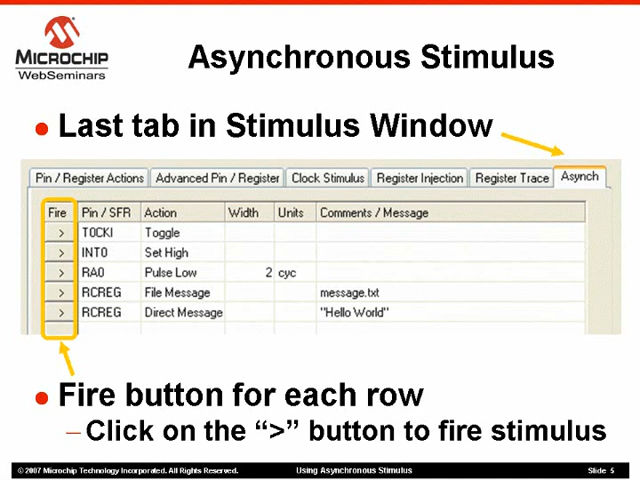 MICROCHIP
WebSeminars
Asynchronous Stimulus
Last tab in Stimulus Window
Pin / Register Actions Advanced Pin / Register Clock Stimulus Register Injection Register Trace Asynch
Fire Pin / SFR Action Width Units Comments / Message
> T0CKI Toggle
> INT0 Set High
> RA0 Pulse Low 2 cyc
> RCREG File Message message.txt
> RCREG Direct Message "Hello World"
Fire button for each row
– Click on the “>” button to fire stimulus
© 2007 Microchip Technology Incorporated. All Rights Reserved. Using Asynchronous Stimulus Slide 5